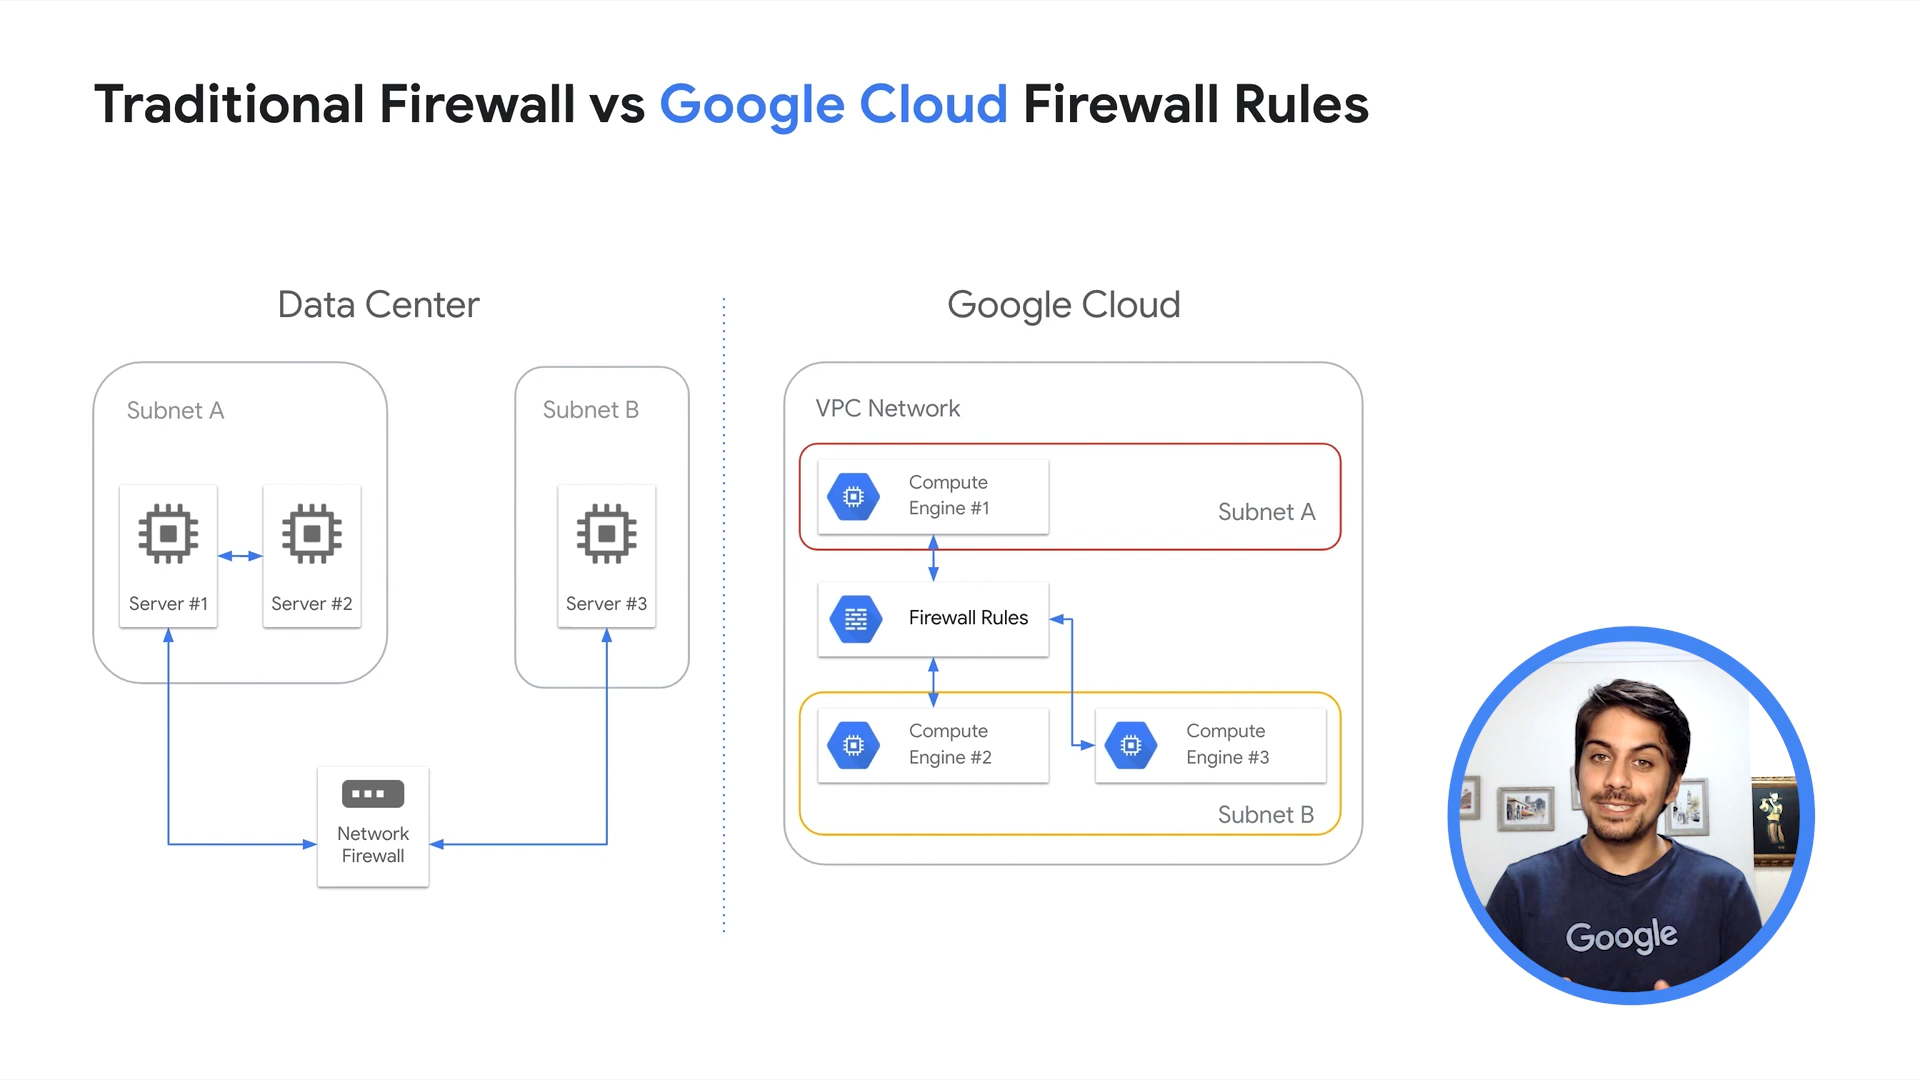 Traditional Firewall vs Google Cloud Firewall Rules
Data Center
Subnet A
Subnet B
Server #1
Server #2
Server #3
Network
Firewall
Google Cloud
VPC Network
Compute
Engine #1
Subnet A
Firewall Rules
Compute
Engine #2
Compute
Engine #3
Subnet B
Google